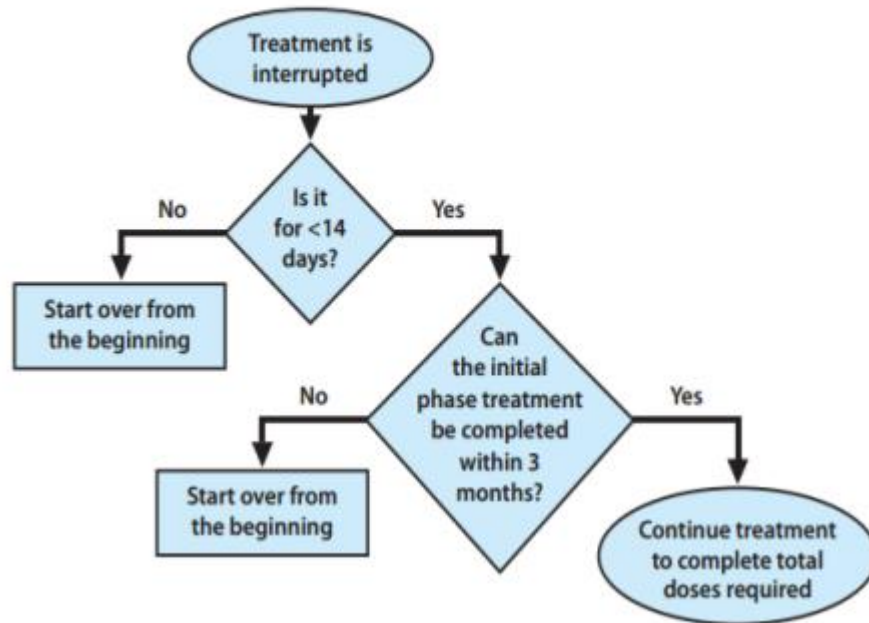 Treatment is
interrupted
Is it
for <14
days?
No
Yes
Start over from
the beginning
Can
the initial
phase treatment
be completed
within 3
months?
No
Yes
Start over from
the beginning
Continue treatment
to complete total
doses required